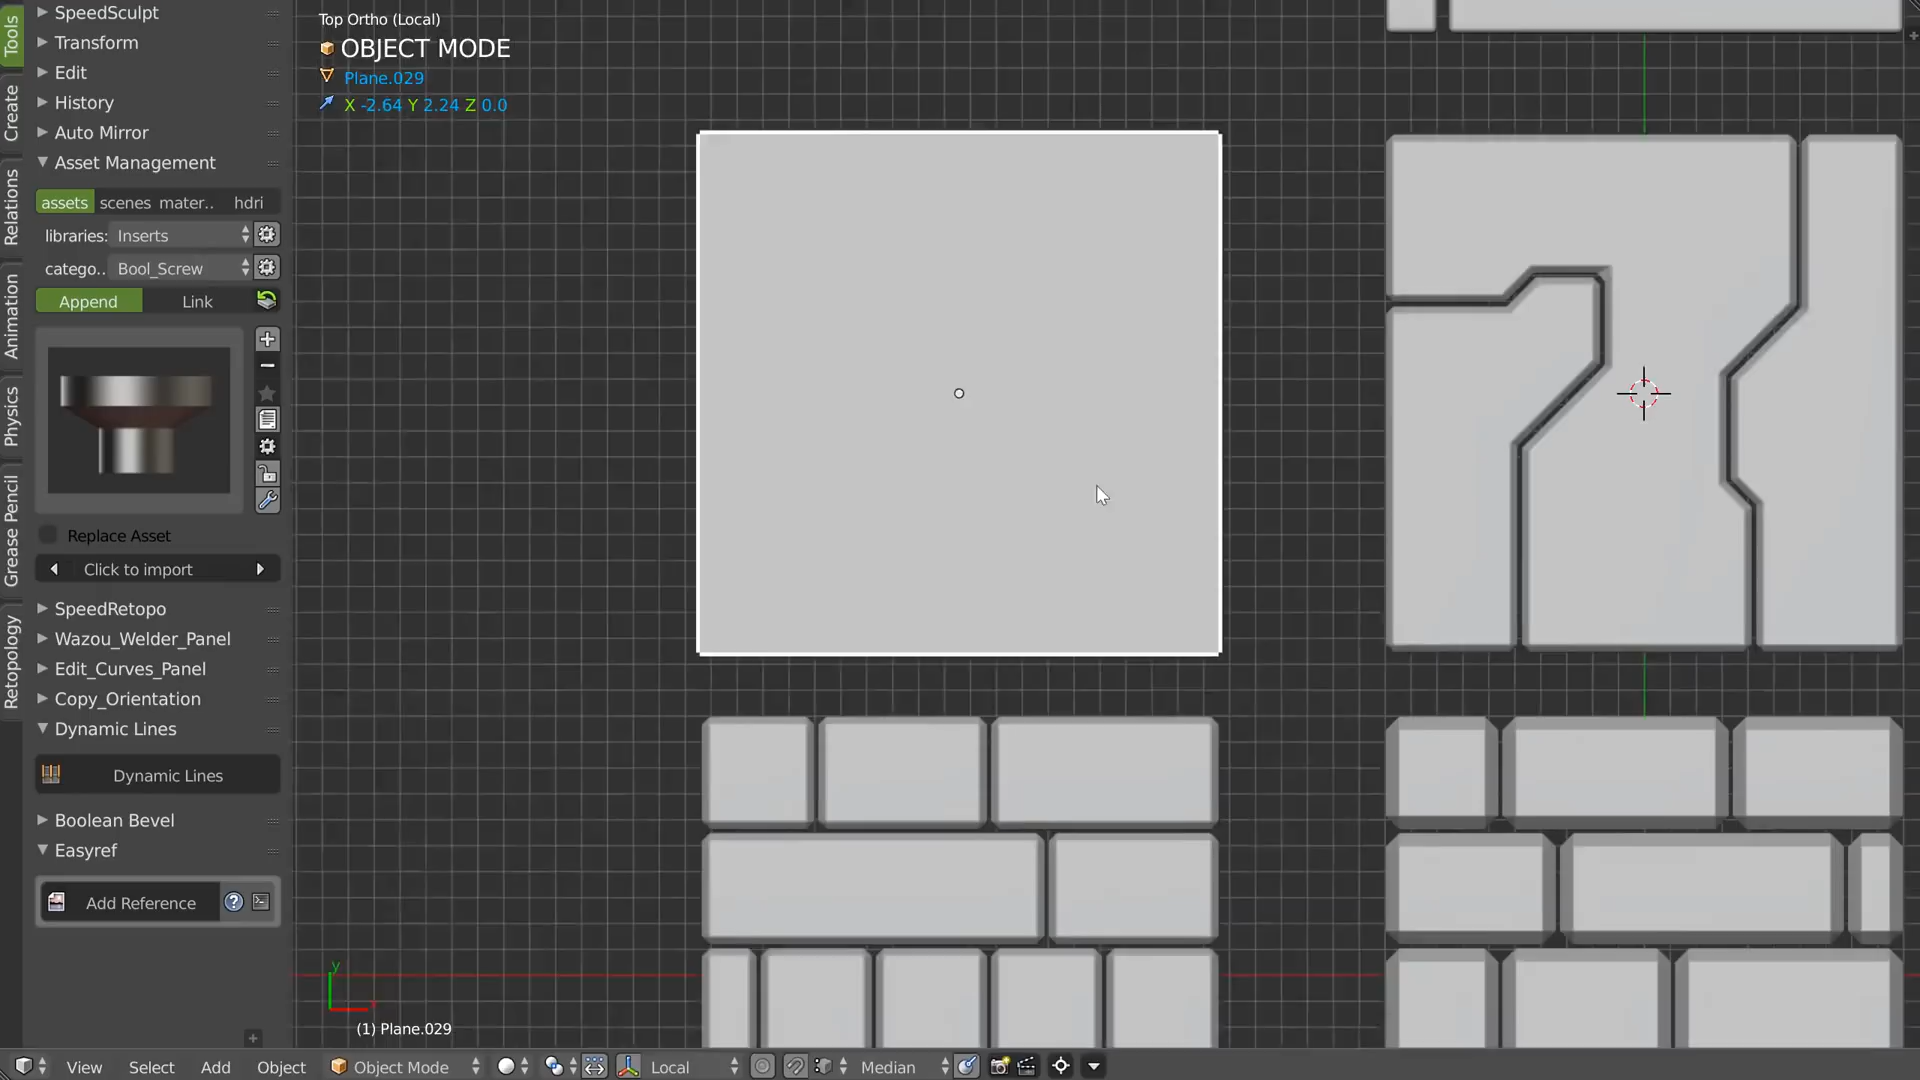 Tools
Create
Relations
Animation
Physics
Grease Pencil
Retopology
SpeedSculpt
Transform
Edit
History
Auto Mirror
Asset Management
assets scenes mater.. hdri
libraries: Inserts
catego.. Bool_Screw
Append Link
Replace Asset
Click to import
SpeedRetopo
Wazou_Welder_Panel
Edit_Curves_Panel
Copy_Orientation
Dynamic Lines
Dynamic Lines
Boolean Bevel
Easyref
Add Reference ?
Top Ortho (Local)
OBJECT MODE
Plane.029
X -2.64 Y 2.24 Z 0.0
y
x
(1) Plane.029
View Select Add Object Object Mode Local Median